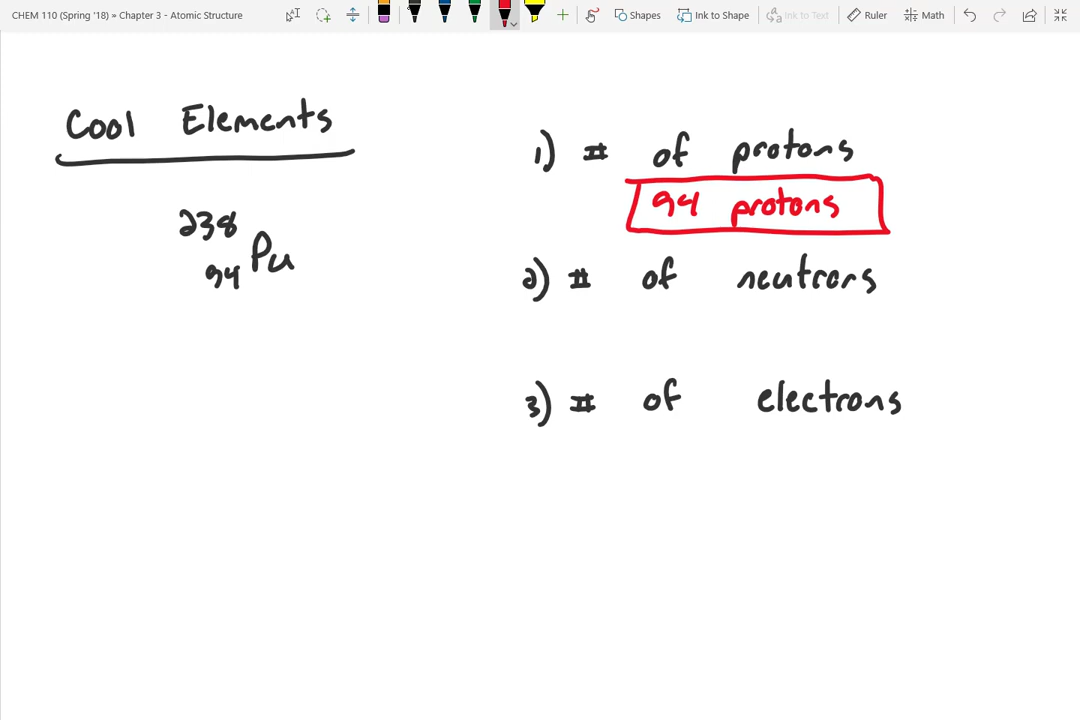 CHEM 110 (Spring '18) » Chapter 3 - Atomic Structure
Shapes
Ink to Shape
Ink to Text
Ruler
Math
Cool Elements
238
94 Pu
1) # of protons
94 protons
2) # of neutrons
3) # of electrons